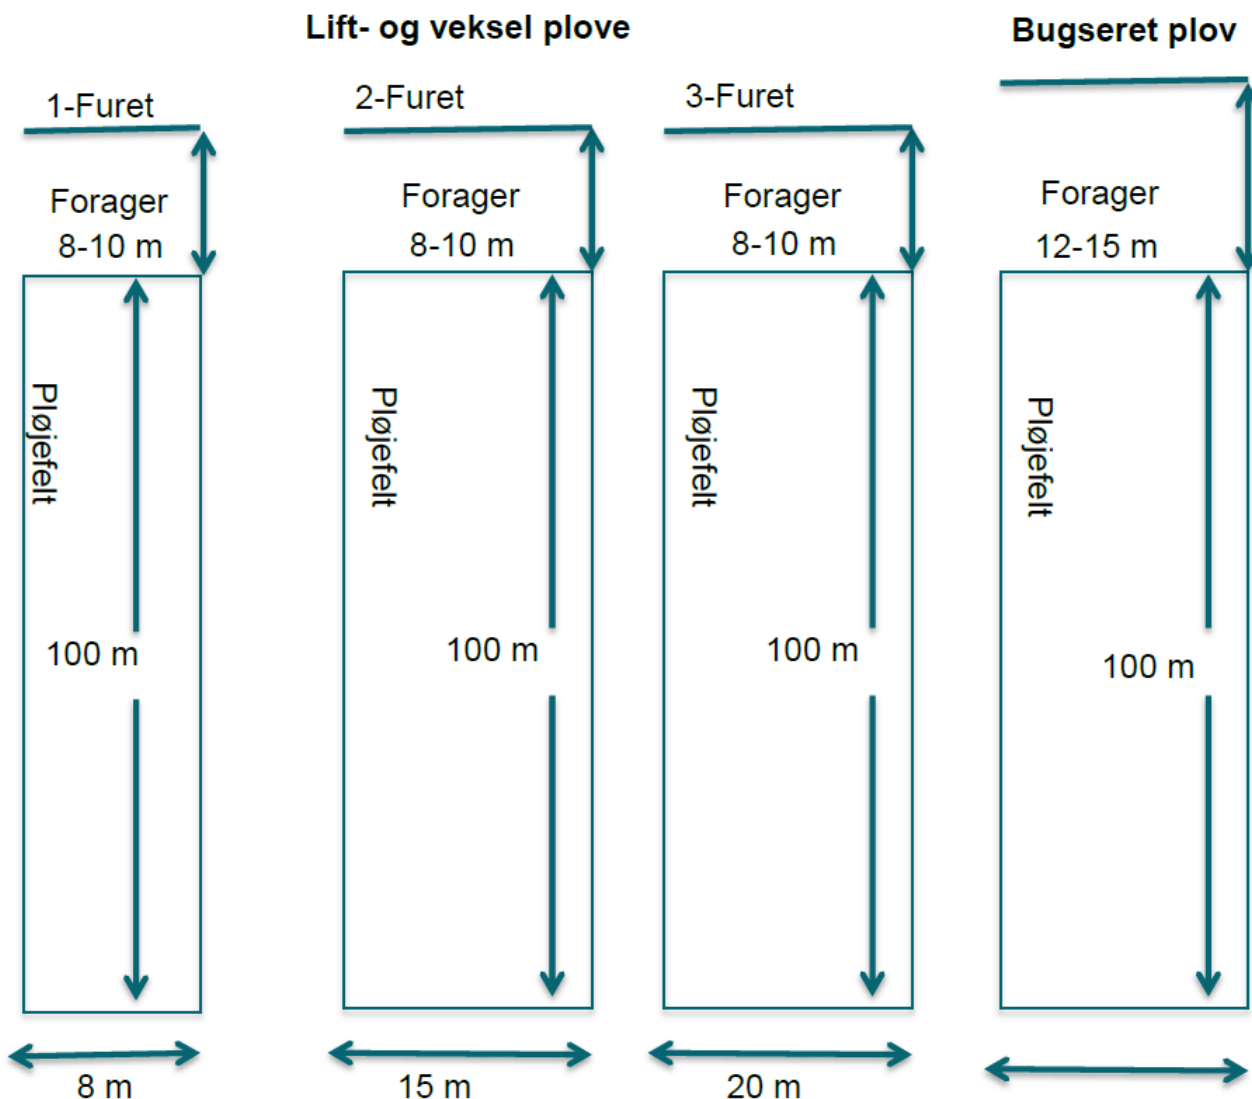 Lift- og veksel plove
Bugseret plov
1-Furet
2-Furet
3-Furet
Forager
8-10 m
Forager
8-10 m
Forager
8-10 m
Forager
12-15 m
Pløjefelt
Pløjefelt
Pløjefelt
Pløjefelt
100 m
100 m
100 m
100 m
8 m
15 m
20 m